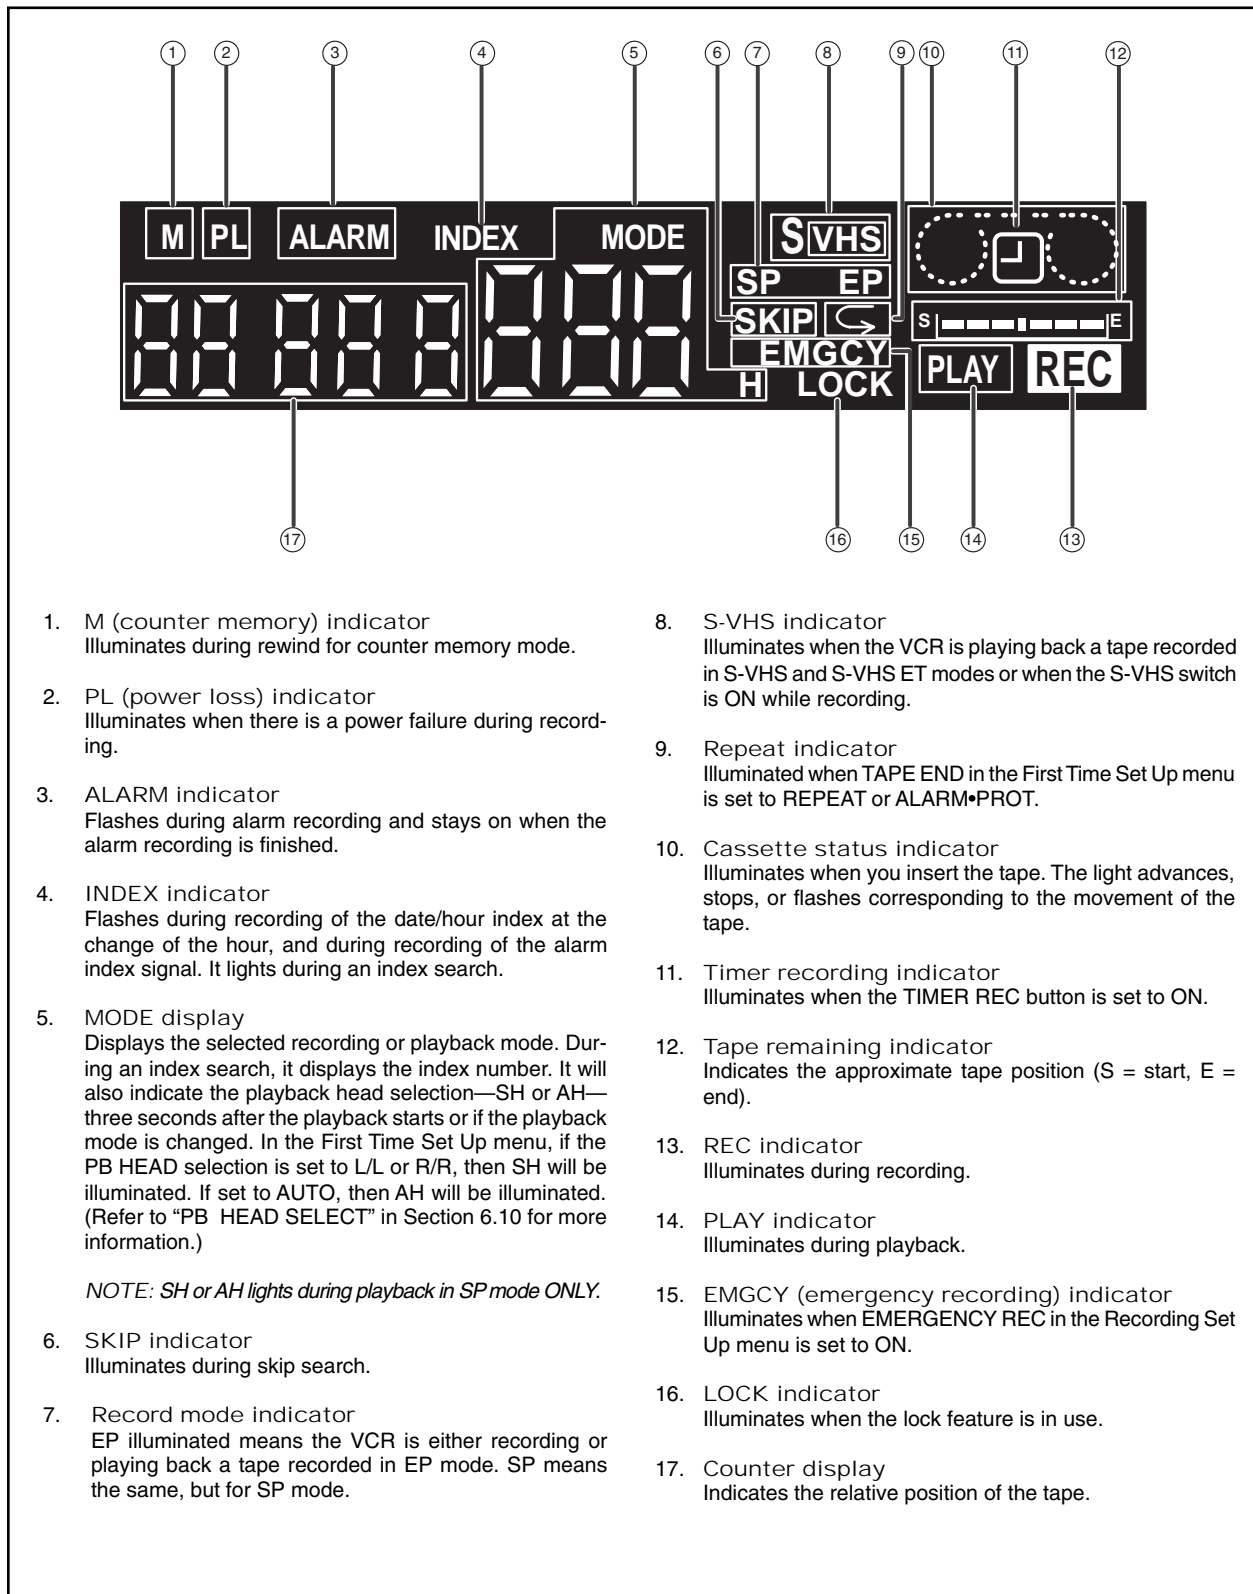 1 2 3 4 5 6 7 8 9 10 11 12
M PL ALARM INDEX MODE S VHS
SP EP
SKIP
S E
EMGCY
H LOCK PLAY REC
17 16 15 14 13
1. M (counter memory) indicator
Illuminates during rewind for counter memory mode.
2. PL (power loss) indicator
Illuminates when there is a power failure during record-
ing.
3. ALARM indicator
Flashes during alarm recording and stays on when the
alarm recording is finished.
4. INDEX indicator
Flashes during recording of the date/hour index at the
change of the hour, and during recording of the alarm
index signal. It lights during an index search.
5. MODE display
Displays the selected recording or playback mode. Dur-
ing an index search, it displays the index number. It will
also indicate the playback head selection—SH or AH—
three seconds after the playback starts or if the playback
mode is changed. In the First Time Set Up menu, if the
PB HEAD selection is set to L/L or R/R, then SH will be
illuminated. If set to AUTO, then AH will be illuminated.
(Refer to “PB HEAD SELECT” in Section 6.10 for more
information.)
NOTE: SH or AH lights during playback in SP mode ONLY.
6. SKIP indicator
Illuminates during skip search.
7. Record mode indicator
EP illuminated means the VCR is either recording or
playing back a tape recorded in EP mode. SP means
the same, but for SP mode.
8. S-VHS indicator
Illuminates when the VCR is playing back a tape recorded
in S-VHS and S-VHS ET modes or when the S-VHS switch
is ON while recording.
9. Repeat indicator
Illuminated when TAPE END in the First Time Set Up menu
is set to REPEAT or ALARM•PROT.
10. Cassette status indicator
Illuminates when you insert the tape. The light advances,
stops, or flashes corresponding to the movement of the
tape.
11. Timer recording indicator
Illuminates when the TIMER REC button is set to ON.
12. Tape remaining indicator
Indicates the approximate tape position (S = start, E =
end).
13. REC indicator
Illuminates during recording.
14. PLAY indicator
Illuminates during playback.
15. EMGCY (emergency recording) indicator
Illuminates when EMERGENCY REC in the Recording Set
Up menu is set to ON.
16. LOCK indicator
Illuminates when the lock feature is in use.
17. Counter display
Indicates the relative position of the tape.